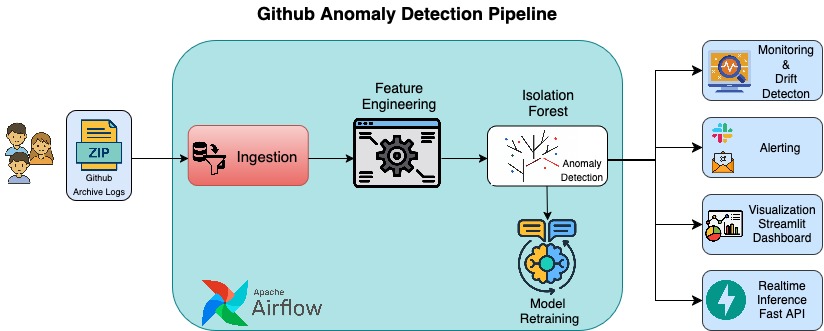 Github Anomaly Detection Pipeline
ZIP
Github
Archive Logs
Ingestion
Feature
Engineering
Isolation
Forest
Anomaly
Detection
Model
Retraining
Apache
Airflow
Monitoring
&
Drift
Detecton
@
Alerting
Visualization
Streamlit
Dashboard
Realtime
Inference
Fast API